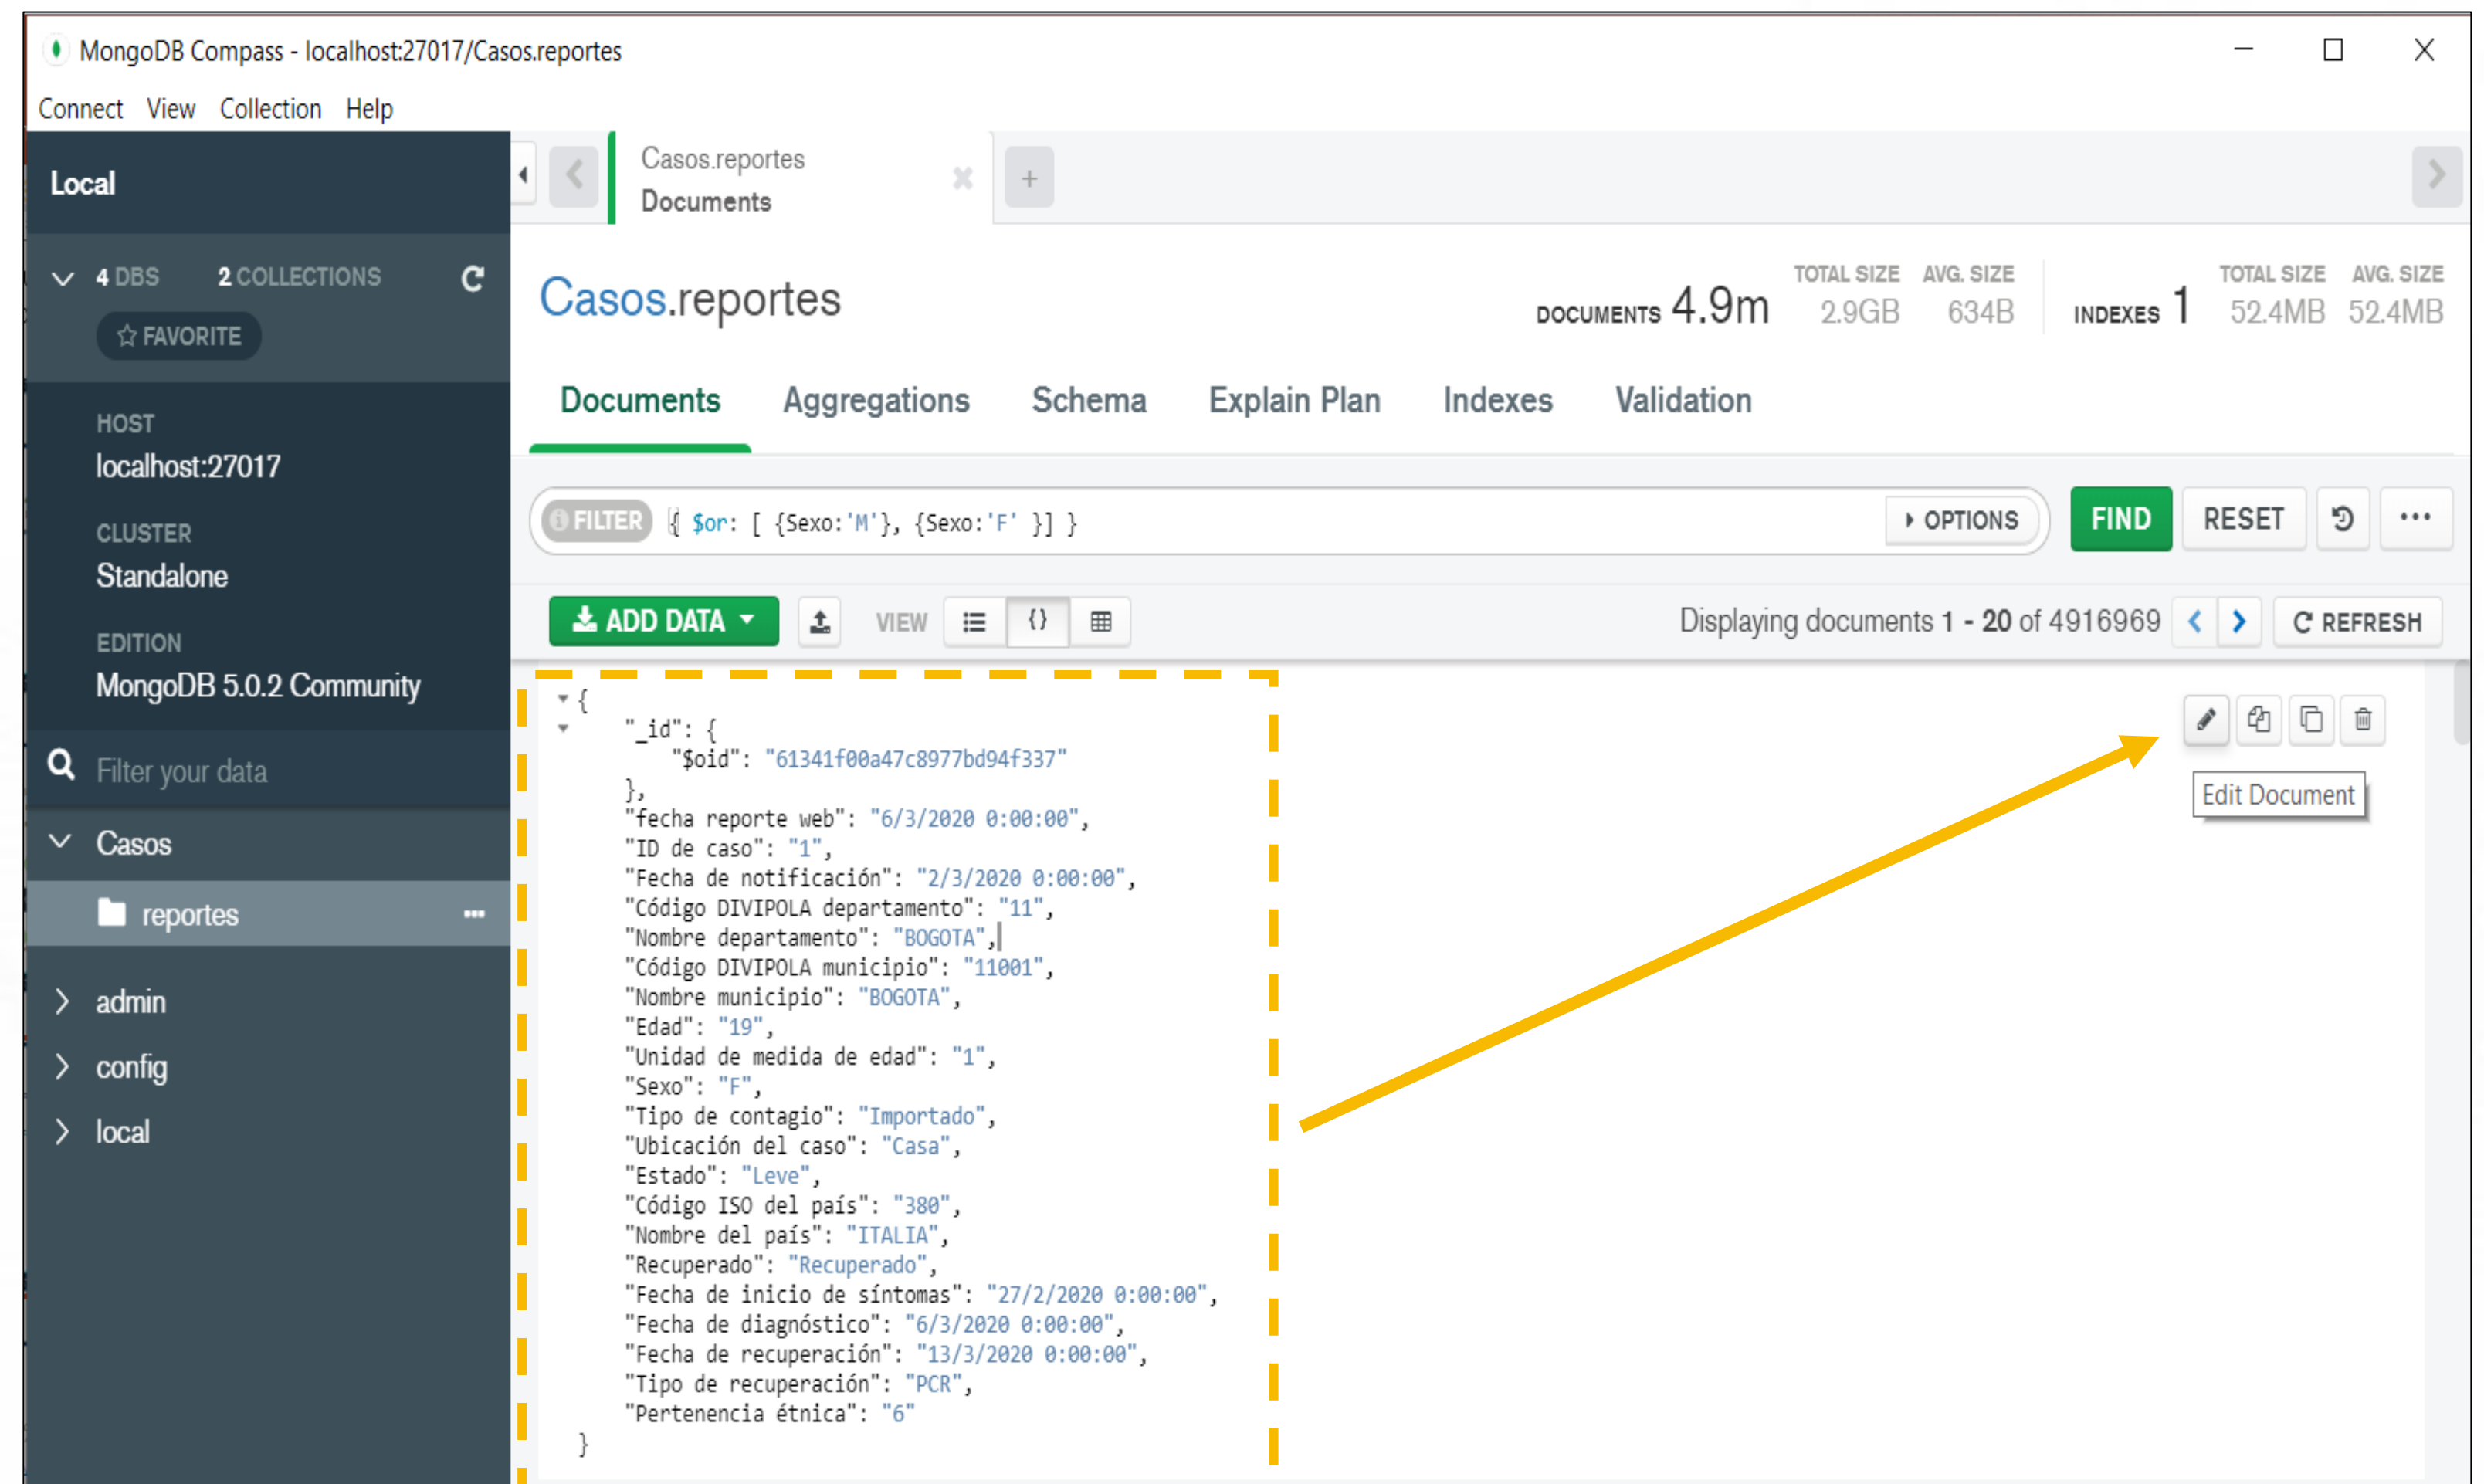 MongoDB Compass - localhost:27017/Casos.reportes
Connect View Collection Help
Local
4 DBS 2 COLLECTIONS
FAVORITE
HOST
localhost:27017
CLUSTER
Standalone
EDITION
MongoDB 5.0.2 Community
Filter your data
Casos
reportes
admin
config
local
Casos.reportes
Documents
Casos.reportes
DOCUMENTS 4.9m TOTAL SIZE 2.9GB AVG. SIZE 634B INDEXES 1 TOTAL SIZE 52.4MB AVG. SIZE 52.4MB
Documents Aggregations Schema Explain Plan Indexes Validation
FILTER { $or: [ {Sexo:'M'}, {Sexo:'F' }] } OPTIONS FIND RESET
ADD DATA VIEW {} Displaying documents 1 - 20 of 4916969 REFRESH
{
"_id": {
"$oid": "61341f00a47c8977bd94f337"
},
"fecha reporte web": "6/3/2020 0:00:00",
"ID de caso": "1",
"Fecha de notificación": "2/3/2020 0:00:00",
"Código DIVIPOLA departamento": "11",
"Nombre departamento": "BOGOTA",
"Código DIVIPOLA municipio": "11001",
"Nombre municipio": "BOGOTA",
"Edad": "19",
"Unidad de medida de edad": "1",
"Sexo": "F",
"Tipo de contagio": "Importado",
"Ubicación del caso": "Casa",
"Estado": "Leve",
"Código ISO del país": "380",
"Nombre del país": "ITALIA",
"Recuperado": "Recuperado",
"Fecha de inicio de síntomas": "27/2/2020 0:00:00",
"Fecha de diagnóstico": "6/3/2020 0:00:00",
"Fecha de recuperación": "13/3/2020 0:00:00",
"Tipo de recuperación": "PCR",
"Pertenencia étnica": "6"
}
Edit Document